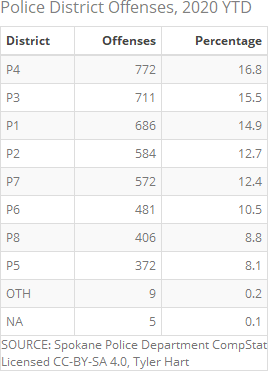 Police District Offenses, 2020 YTD
District Offenses Percentage
P4 772 16.8
P3 711 15.5
P1 686 14.9
P2 584 12.7
P7 572 12.4
P6 481 10.5
P8 406 8.8
P5 372 8.1
OTH 9 0.2
NA 5 0.1
SOURCE: Spokane Police Department CompStat
Licensed CC-BY-SA 4.0, Tyler Hart